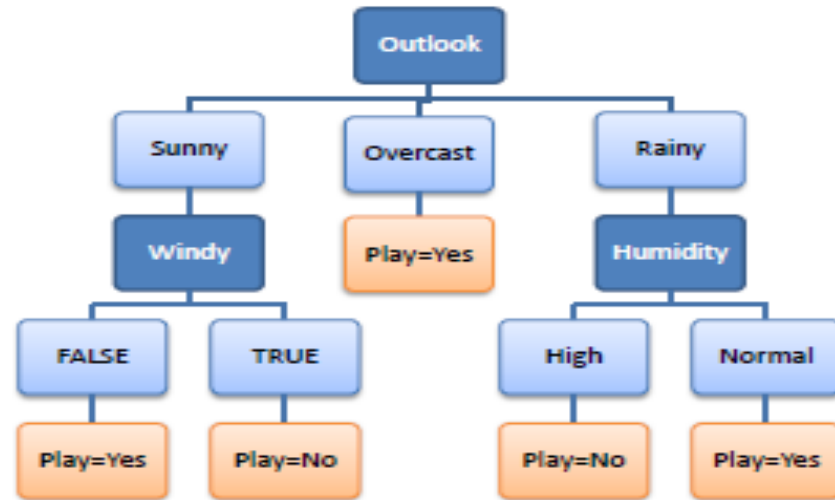 Outlook
Sunny
Overcast
Rainy
Windy
Play=Yes
Humidity
FALSE
TRUE
High
Normal
Play=Yes
Play=No
Play=No
Play=Yes